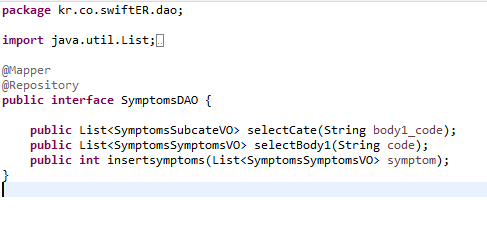 package kr.co.swiftER.dao;
import java.util.List;
@Mapper
@Repository
public interface SymptomsDAO {
public List<SymptomsSubcateVO> selectCate(String body1_code);
public List<SymptomsSymptomsVO> selectBody1(String code);
public int insertsymptoms(List<SymptomsSymptomsVO> symptom);
}